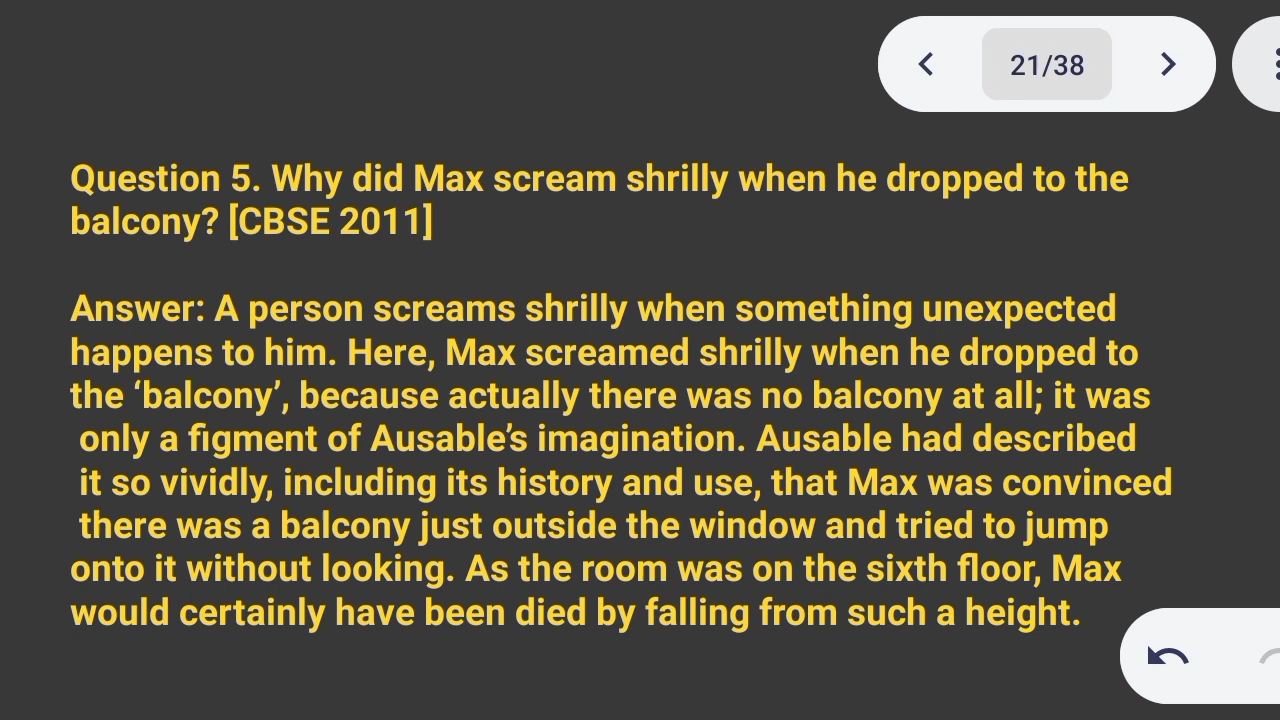 21/38
Question 5. Why did Max scream shrilly when he dropped to the
balcony? [CBSE 2011]
Answer: A person screams shrilly when something unexpected
happens to him. Here, Max screamed shrilly when he dropped to
the ‘balcony’, because actually there was no balcony at all; it was
only a figment of Ausable’s imagination. Ausable had described
it so vividly, including its history and use, that Max was convinced
there was a balcony just outside the window and tried to jump
onto it without looking. As the room was on the sixth floor, Max
would certainly have been died by falling from such a height.